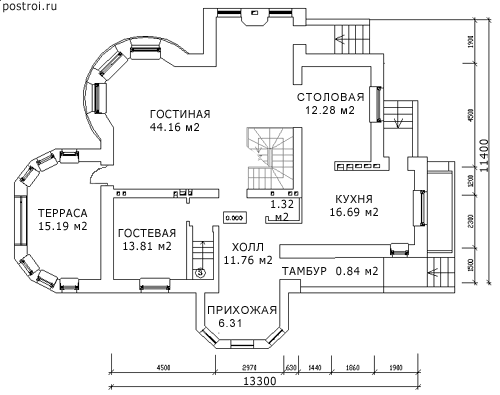 postroi.ru
ГОСТИНАЯ
44.16 м2
СТОЛОВАЯ
12.28 м2
ТЕРРАСА
15.19 м2
ГОСТЕВАЯ
13.81 м2
1.32
м2
КУХНЯ
16.69 м2
0.000
ХОЛЛ
11.76 м2
ТАМБУР 0.84 м2
ПРИХОЖАЯ
6.31
S
1900
4500
1200
2300
1500
11400
4500
2970
630
1440
1860
1900
13300